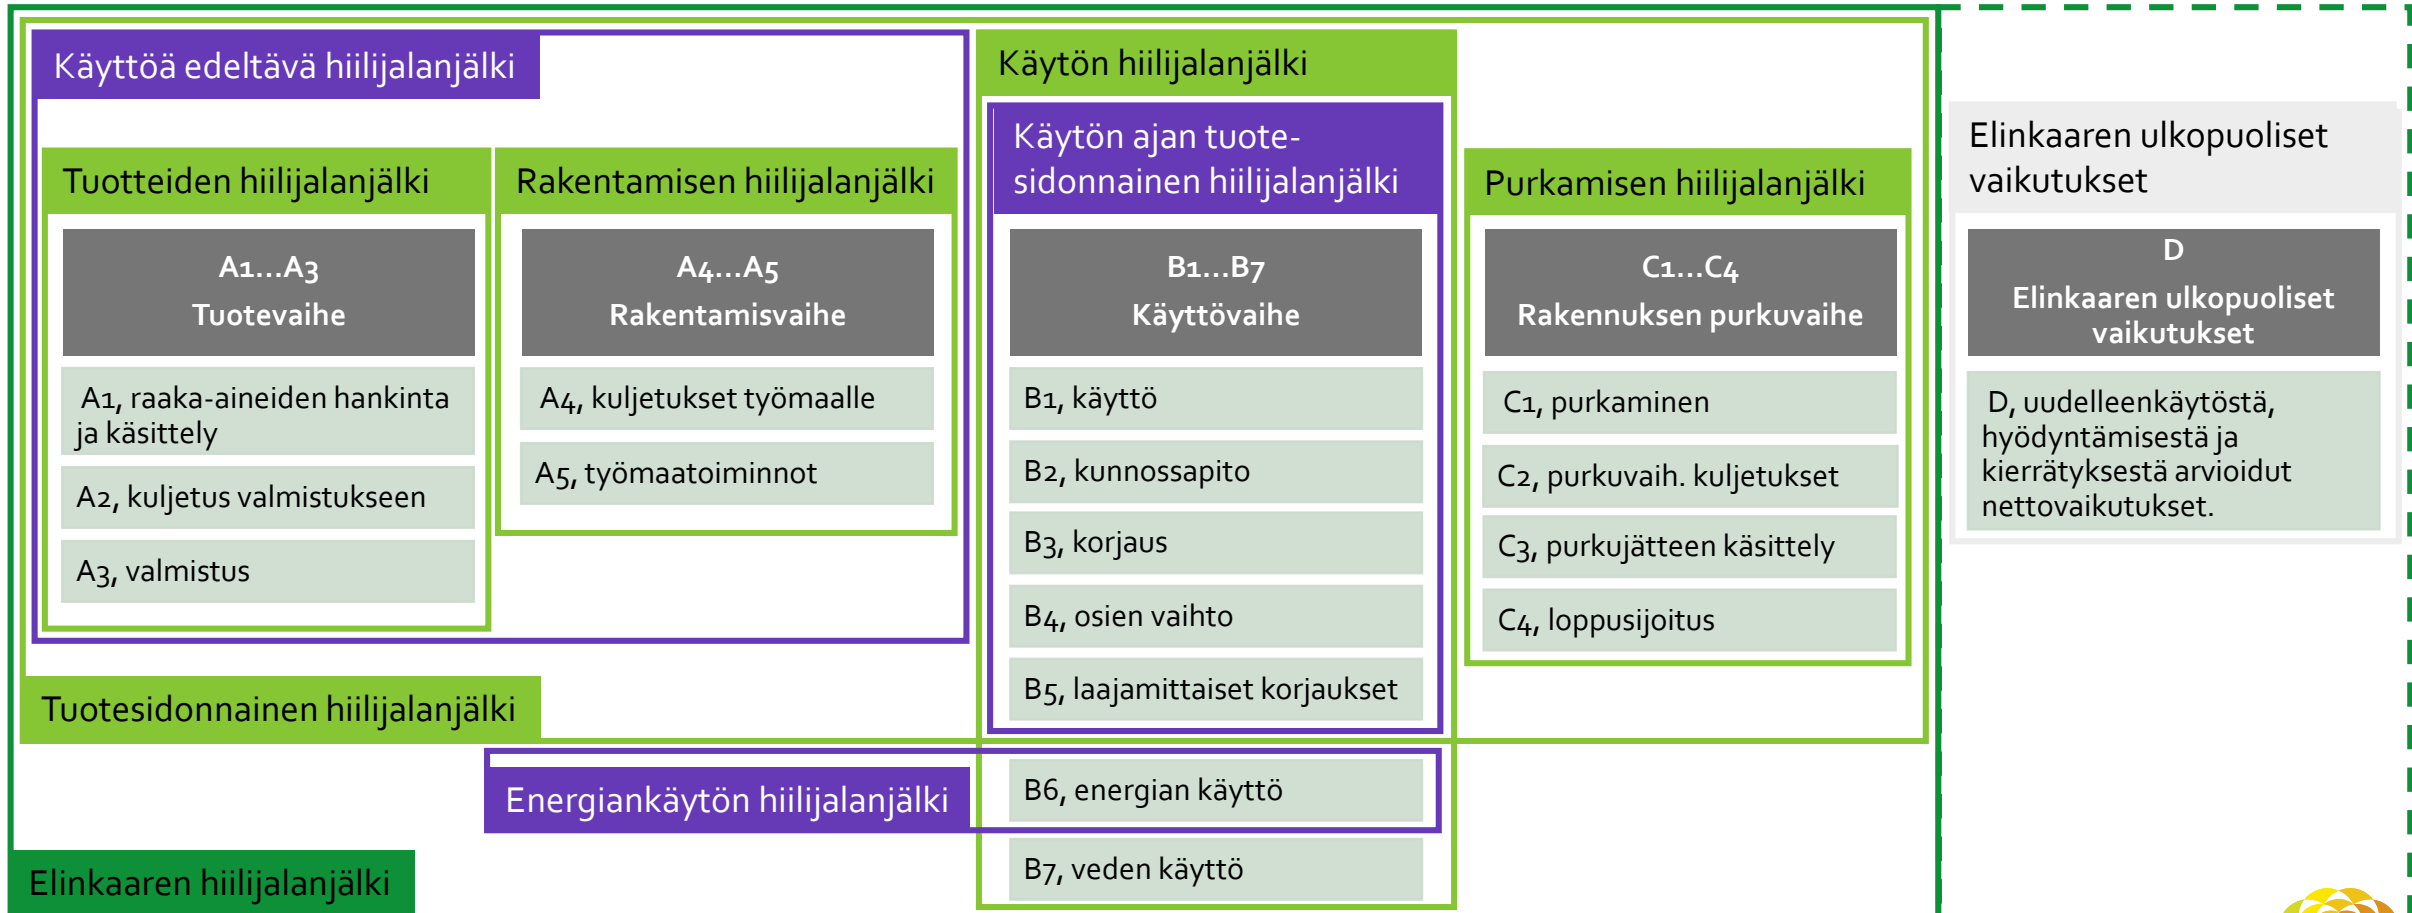 Käyttöä edeltävä hiilijalanjälki
Tuotteiden hiilijalanjälki
A1...A3
Tuotevaihe
A1, raaka-aineiden hankinta
ja käsittely
A2, kuljetus valmistukseen
A3, valmistus
Rakentamisen hiilijalanjälki
A4...A5
Rakentamisvaihe
A4, kuljetukset työmaalle
A5, työmaatoiminnot
Käytön hiilijalanjälki
Käytön ajan tuote-
sidonnainen hiilijalanjälki
B1...B7
Käyttövaihe
B1, käyttö
B2, kunnossapito
B3, korjaus
B4, osien vaihto
B5, laajamittaiset korjaukset
B6, energian käyttö
B7, veden käyttö
Purkamisen hiilijalanjälki
C1...C4
Rakennuksen purkuvaihe
C1, purkaminen
C2, purkuvaih. kuljetukset
C3, purkujätteen käsittely
C4, loppusijoitus
Elinkaaren ulkopuoliset
vaikutukset
D
Elinkaaren ulkopuoliset
vaikutukset
D, uudelleenkäytöstä,
hyödyntämisestä ja
kierrätyksestä arvioidut
nettovaikutukset.
Tuotesidonnainen hiilijalanjälki
Energiankäytön hiilijalanjälki
Elinkaaren hiilijalanjälki